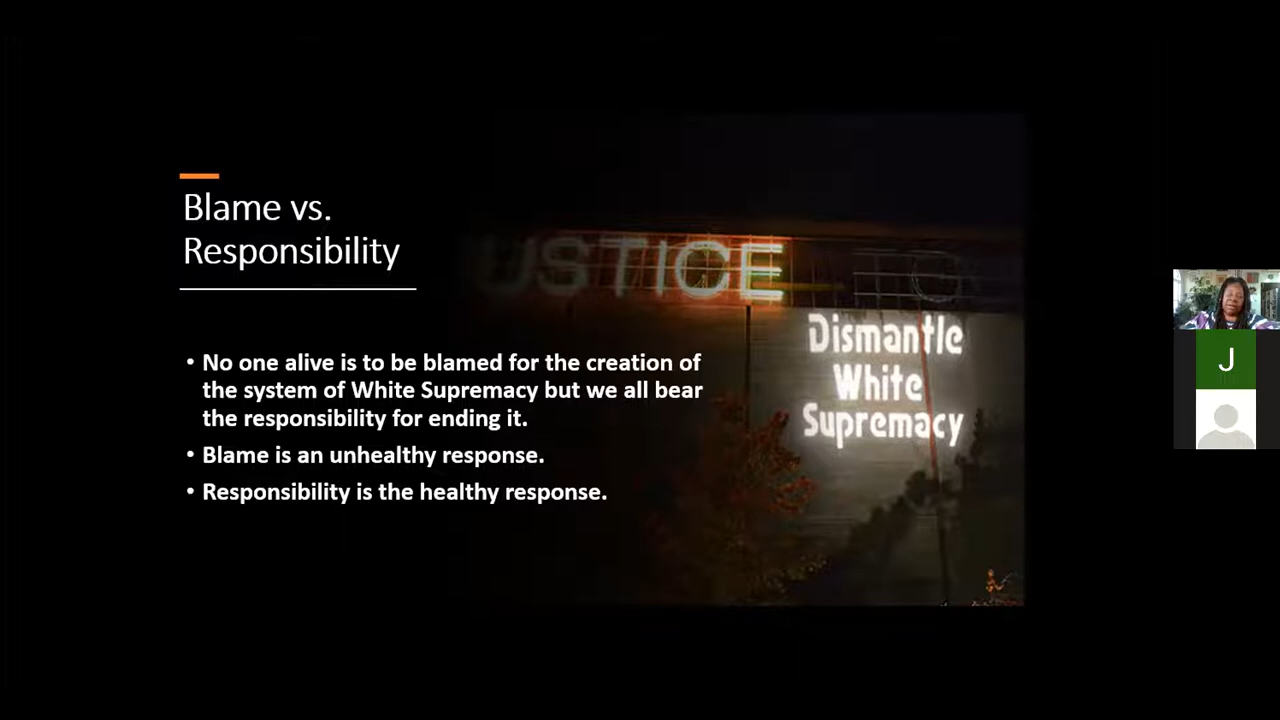 Blame vs.
Responsibility
• No one alive is to be blamed for the creation of
the system of White Supremacy but we all bear
the responsibility for ending it.
• Blame is an unhealthy response.
• Responsibility is the healthy response.
USTICE
Dismantle
White
Supremacy
J